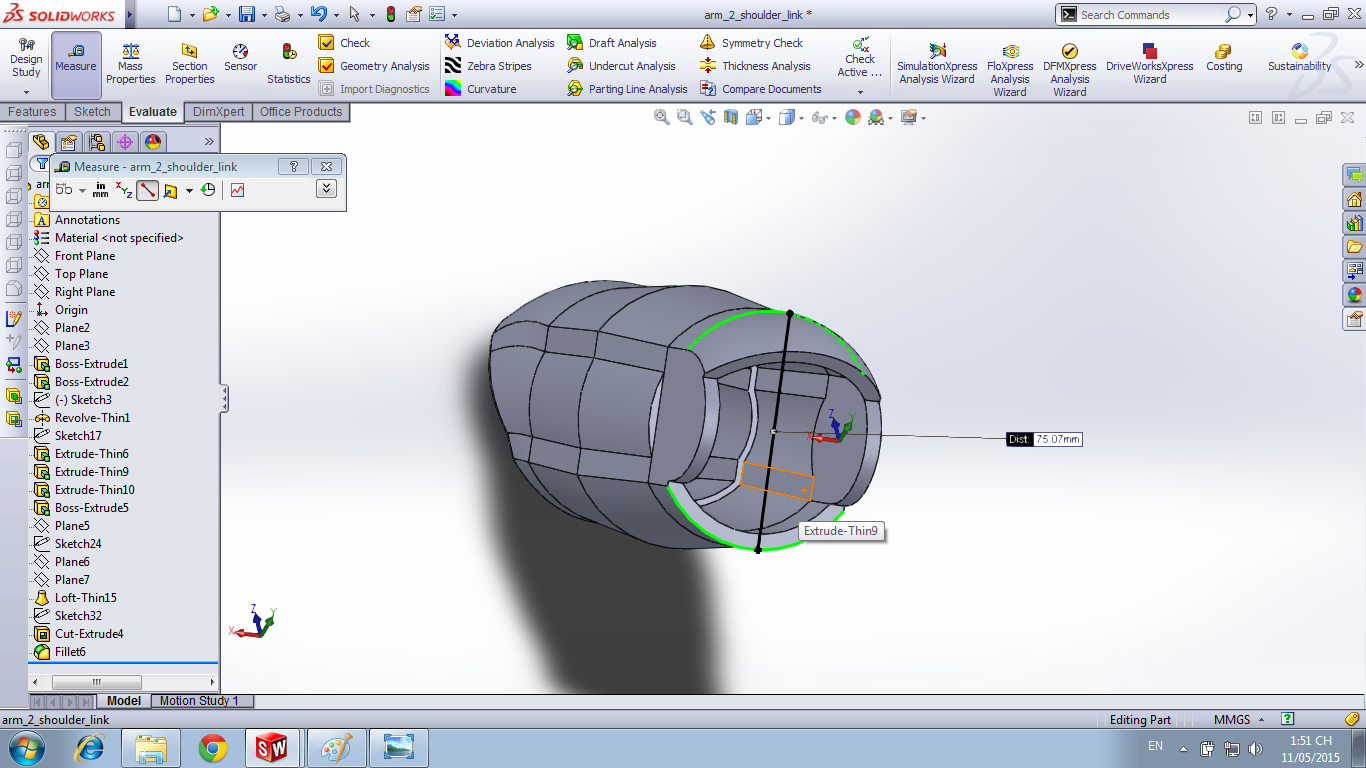 SOLIDWORKS
arm_2_shoulder_link *
Search Commands
Design Study
Measure
Mass Properties
Section Properties
Sensor
Statistics
Check
Geometry Analysis
Import Diagnostics
Deviation Analysis
Zebra Stripes
Curvature
Draft Analysis
Undercut Analysis
Parting Line Analysis
Symmetry Check
Thickness Analysis
Compare Documents
Check Active ...
SimulationXpress Analysis Wizard
FloXpress Analysis Wizard
DFMXpress Analysis Wizard
DriveWorksXpress Wizard
Costing
Sustainability
Features
Sketch
Evaluate
DimXpert
Office Products
Measure - arm_2_shoulder_link
in
mm
arr
Annotations
Material <not specified>
Front Plane
Top Plane
Right Plane
Origin
Plane2
Plane3
Boss-Extrude1
Boss-Extrude2
(-) Sketch3
Revolve-Thin1
Sketch17
Extrude-Thin6
Extrude-Thin9
Extrude-Thin10
Boss-Extrude5
Plane5
Sketch24
Plane6
Plane7
Loft-Thin15
Sketch32
Cut-Extrude4
Fillet6
Z
Y
X
Dist: 75.07mm
Extrude-Thin9
Z
Y
X
Model
Motion Study 1
arm_2_shoulder_link
Editing Part
MMGS
EN
1:51 CH
11/05/2015